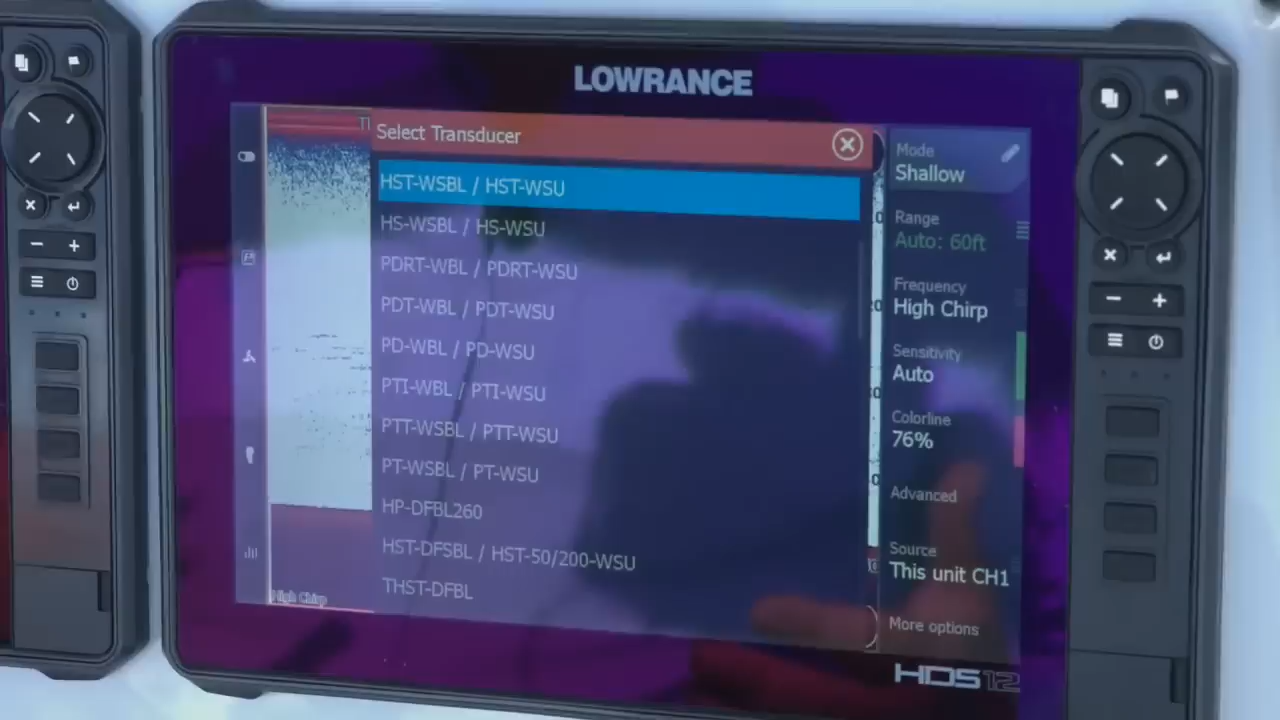 LOWRANCE
Select Transducer
HST-WSBL / HST-WSU
HS-WSBL / HS-WSU
PDRT-WBL / PDRT-WSU
PDT-WBL / PDT-WSU
PD-WBL / PD-WSU
PTI-WBL / PTI-WSU
PTT-WSBL / PTT-WSU
PT-WSBL / PT-WSU
HP-DFBL260
HST-DFSBL / HST-50/200-WSU
THST-DFBL
High Chirp
Mode
Shallow
Range
Auto: 60ft
Frequency
High Chirp
Sensitivity
Auto
Colorline
76%
Advanced
Source
This unit CH1
More options
HDS 12